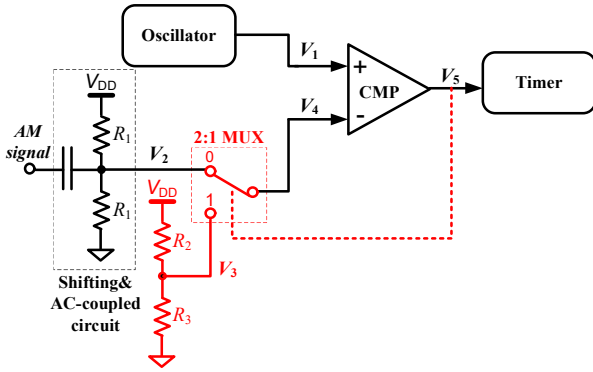 Oscillator
V1
+
CMP
-
V5
Timer
V4
VDD
R1
AM
signal
V2
2:1 MUX
0
1
R1
VDD
R2
V3
R3
Shifting&
AC-coupled
circuit